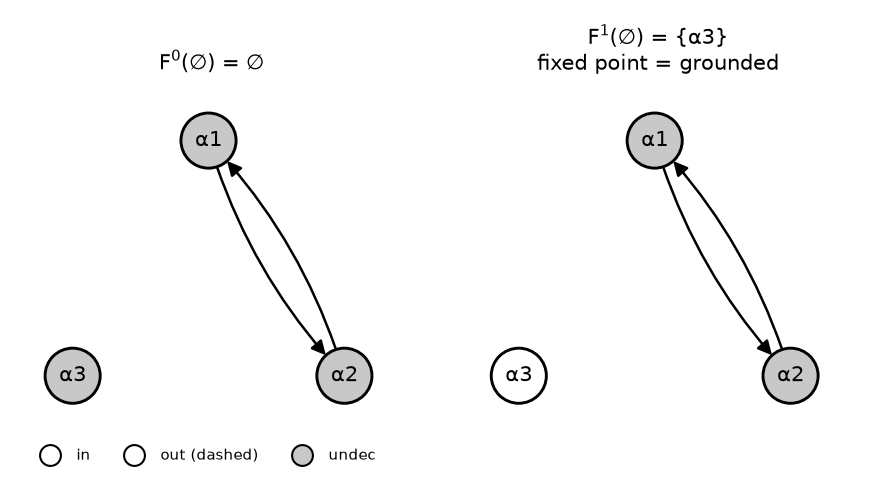 F⁰(∅) = ∅
α1
α2
α3
F¹(∅) = {α3}
fixed point = grounded
α1
α2
α3
in
out (dashed)
undec